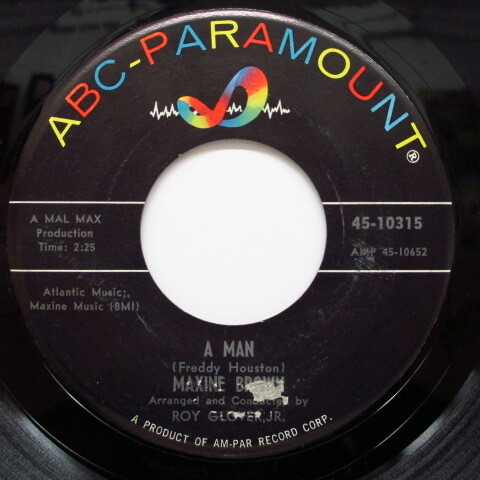 ABC-PARAMOUNT®
A MAL MAX
Production
Time: 2:25
45-10315
AMP 45-10652
Atlantic Music;
Maxine Music (BMI)
A MAN
(Freddy Houston)
MAXINE BROWN
Arranged and Conducted by
ROY GLOVER, JR.
A PRODUCT OF AM-PAR RECORD CORP.